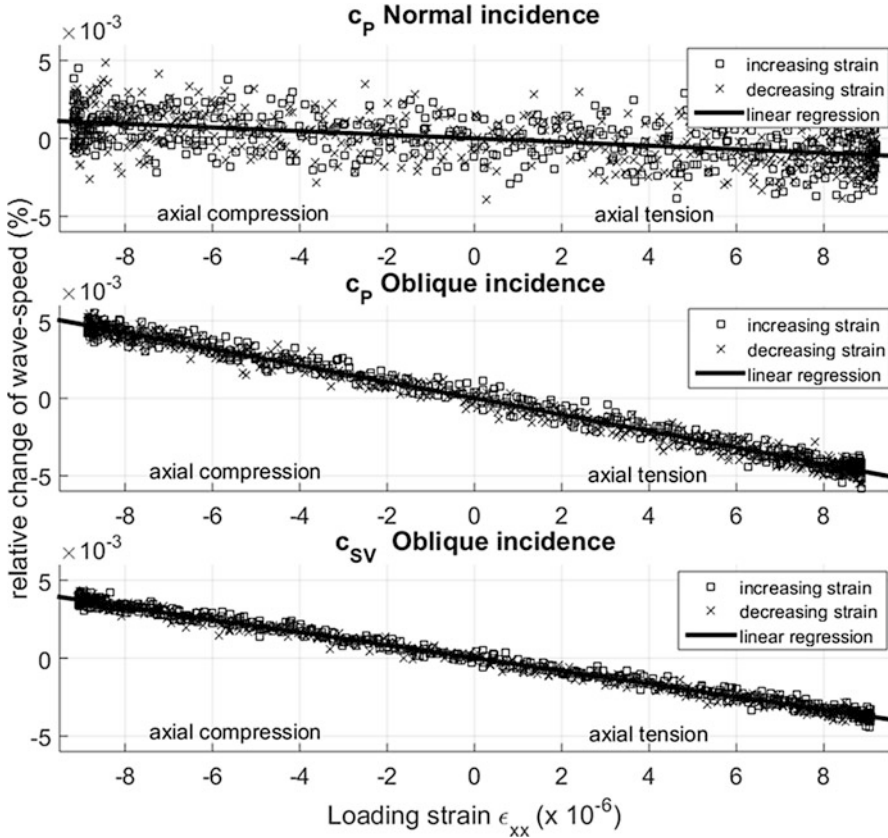 c_P Normal incidence
× 10^-3
5
0
-5
□ increasing strain
× decreasing strain
linear regression
axial compression
axial tension
-8 -6 -4 -2 0 2 4 6 8
c_P Oblique incidence
× 10^-3
5
0
-5
□ increasing strain
× decreasing strain
linear regression
axial compression
axial tension
-8 -6 -4 -2 0 2 4 6 8
c_SV Oblique incidence
× 10^-3
5
0
-5
□ increasing strain
× decreasing strain
linear regression
axial compression
axial tension
-8 -6 -4 -2 0 2 4 6 8
relative change of wave-speed (%)
Loading strain ϵ_xx (x 10^-6)